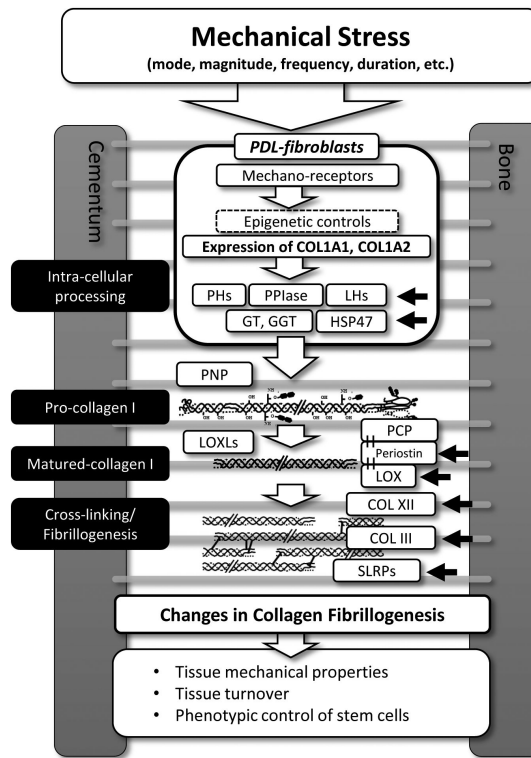 Mechanical Stress
(mode, magnitude, frequency, duration, etc.)
Cementum
Bone
PDL-fibroblasts
Mechano-receptors
Epigenetic controls
Expression of COL1A1, COL1A2
Intra-cellular
processing
PHs
PPIase
LHs
GT, GGT
HSP47
PNP
Pro-collagen I
PCP
LOXLs
Periostin
Matured-collagen I
LOX
COL XII
Cross-linking/
Fibrillogenesis
COL III
SLRPs
Changes in Collagen Fibrillogenesis
• Tissue mechanical properties
• Tissue turnover
• Phenotypic control of stem cells